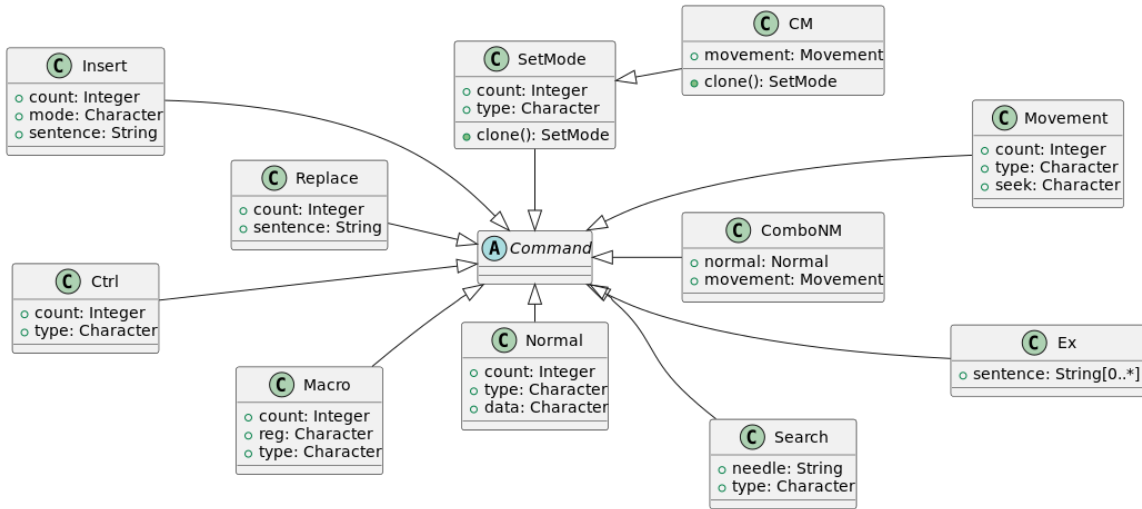 C CM
movement: Movement
clone(): SetMode
C SetMode
count: Integer
type: Character
clone(): SetMode
C Insert
count: Integer
mode: Character
sentence: String
C Movement
count: Integer
type: Character
seek: Character
C Replace
count: Integer
sentence: String
C ComboNM
normal: Normal
movement: Movement
A Command
C Ctrl
count: Integer
type: Character
C Normal
count: Integer
type: Character
data: Character
C Ex
sentence: String[0..*]
C Macro
count: Integer
reg: Character
type: Character
C Search
needle: String
type: Character